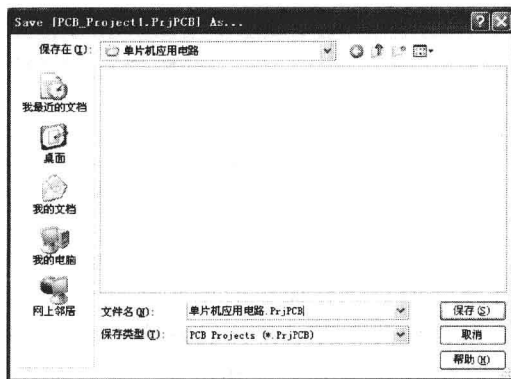 Save [PCB_Project1.PrjPCB] As...
保存在(I): 单片机应用电路
我最近的文档
桌面
我的文档
我的电脑
网上邻居
文件名(N): 单片机应用电路.PrjPCB 保存(S)
保存类型(T): PCB Projects (*.PrjPCB) 取消
帮助(H)